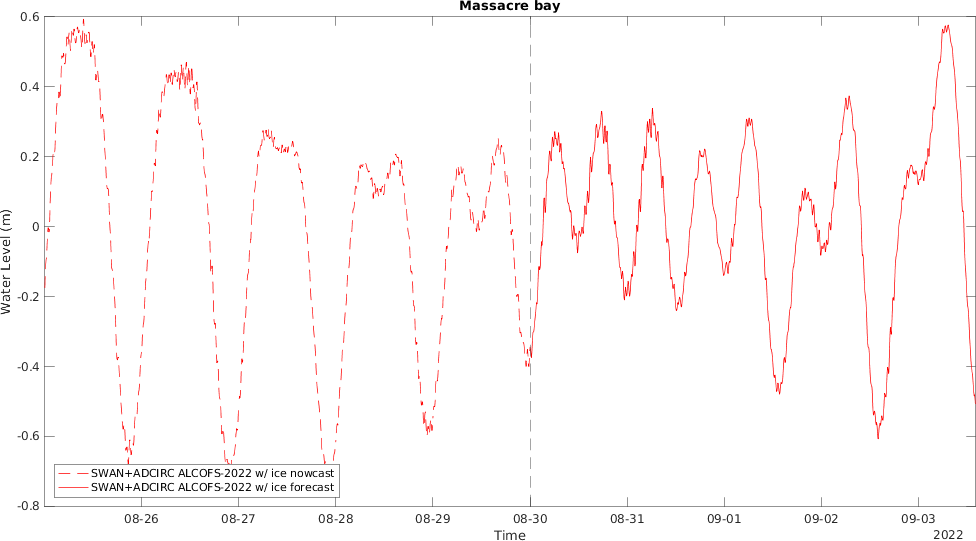 Massacre bay
0.6
0.4
0.2
0
-0.2
-0.4
-0.6
-0.8
Water Level (m)
SWAN+ADCIRC ALCOFS-2022 w/ ice nowcast
SWAN+ADCIRC ALCOFS-2022 w/ ice forecast
08-26 08-27 08-28 08-29 08-30 08-31 09-01 09-02 09-03
Time
2022